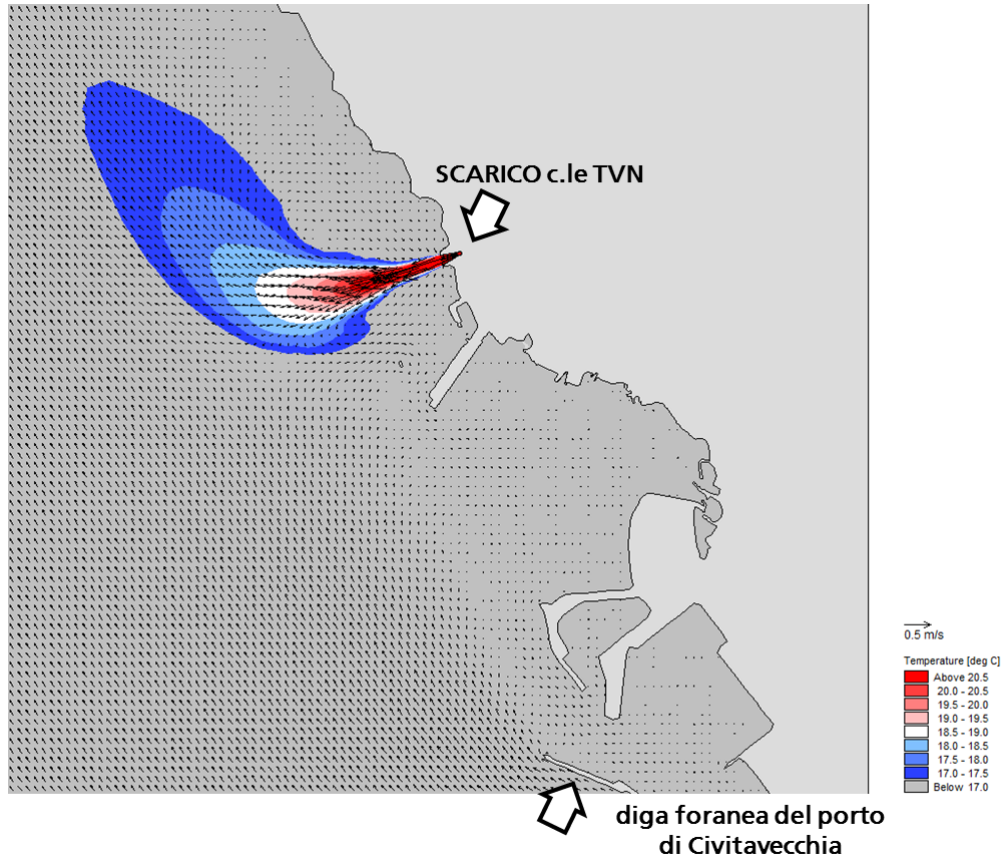 SCARICO c.le TVN
0.5 m/s
Temperature [deg C]
Above 20.5
20.0 - 20.5
19.5 - 20.0
19.0 - 19.5
18.5 - 19.0
18.0 - 18.5
17.5 - 18.0
17.0 - 17.5
Below 17.0
diga foranea del porto
di Civitavecchia